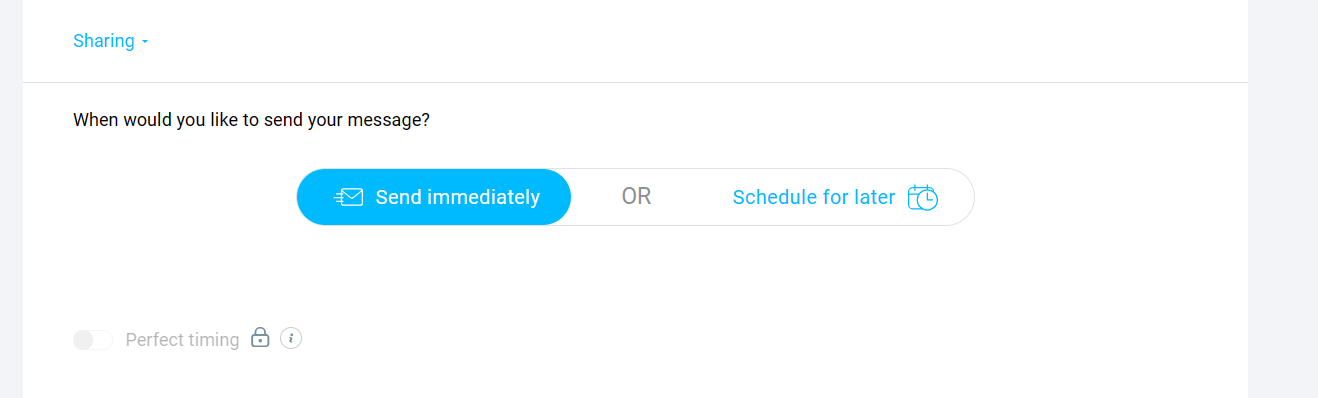 Sharing
When would you like to send your message?
Send immediately OR Schedule for later
Perfect timing i